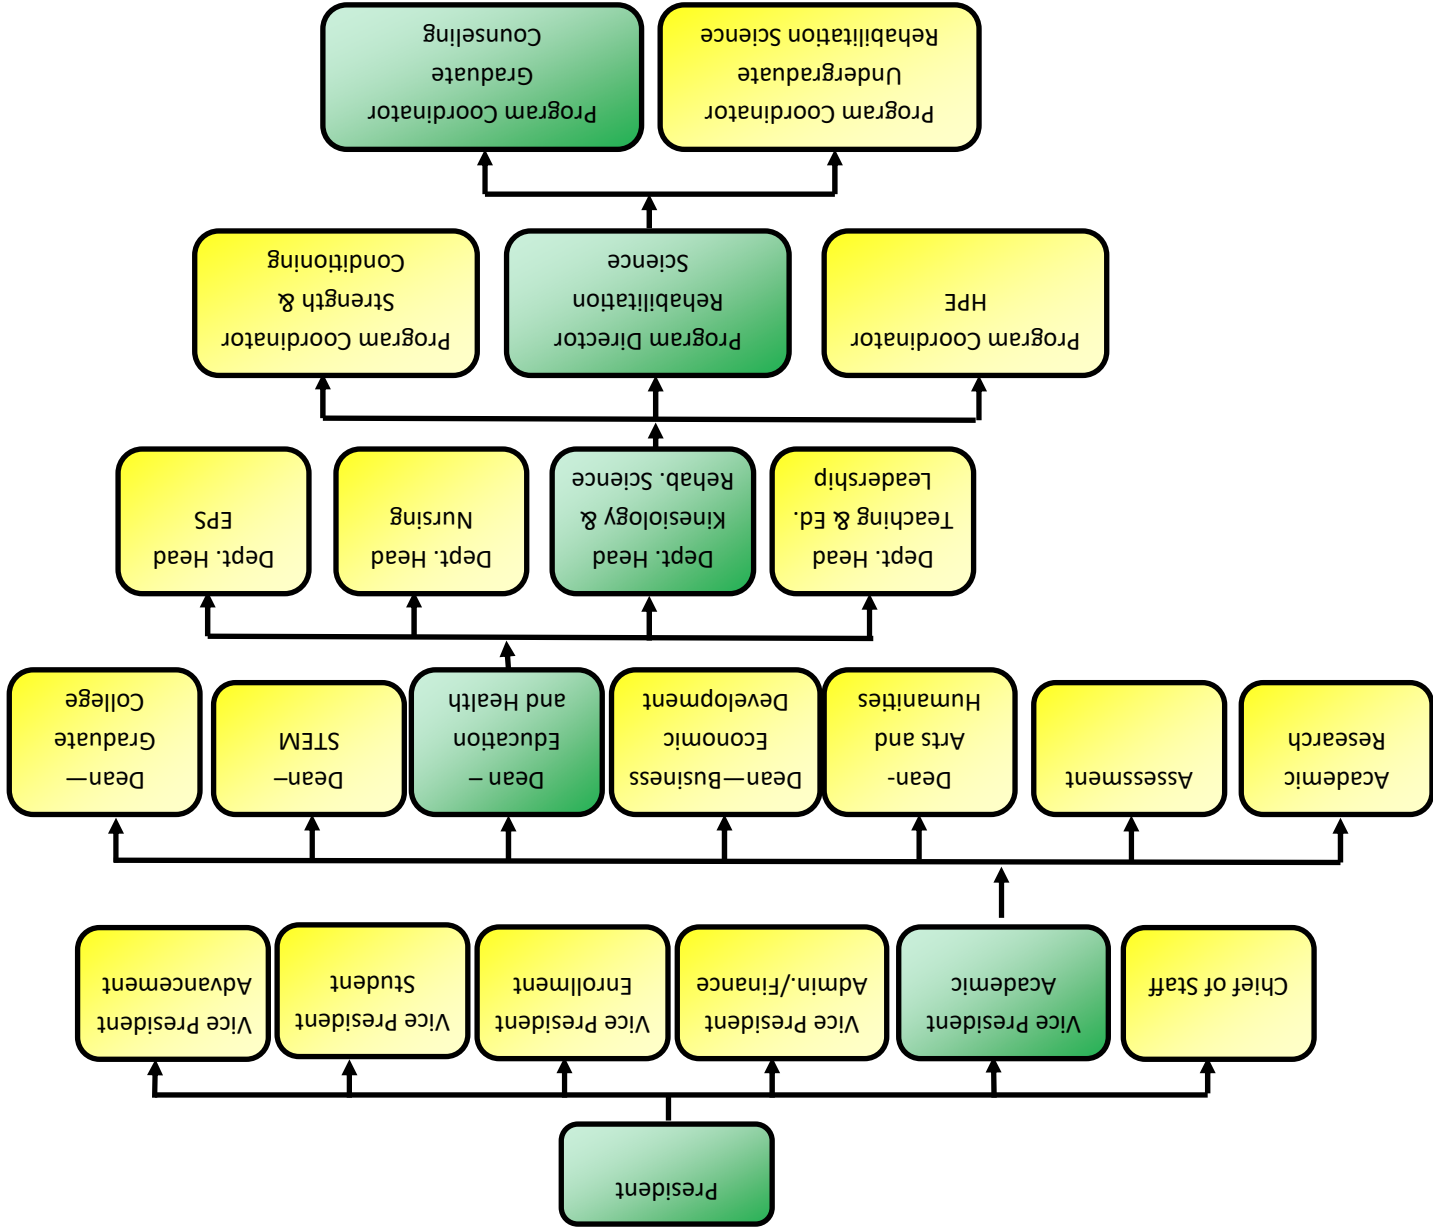 President
Chief of Staff
Vice President
Academic
Vice President
Admin./Finance
Vice President
Enrollment
Vice President
Student
Vice President
Advancement
Academic
Research
Assessment
Dean-
Arts and
Humanities
Dean—Business
Economic
Development
Dean –
Education
and Health
Dean–
STEM
Dean—
Graduate
College
Dept. Head
Teaching & Ed.
Leadership
Dept. Head
Kinesiology &
Rehab. Science
Dept. Head
Nursing
Dept. Head
EPS
Program Coordinator
HPE
Program Director
Rehabilitation
Science
Program Coordinator
Strength &
Conditioning
Program Coordinator
Undergraduate
Rehabilitation Science
Program Coordinator
Graduate
Counseling